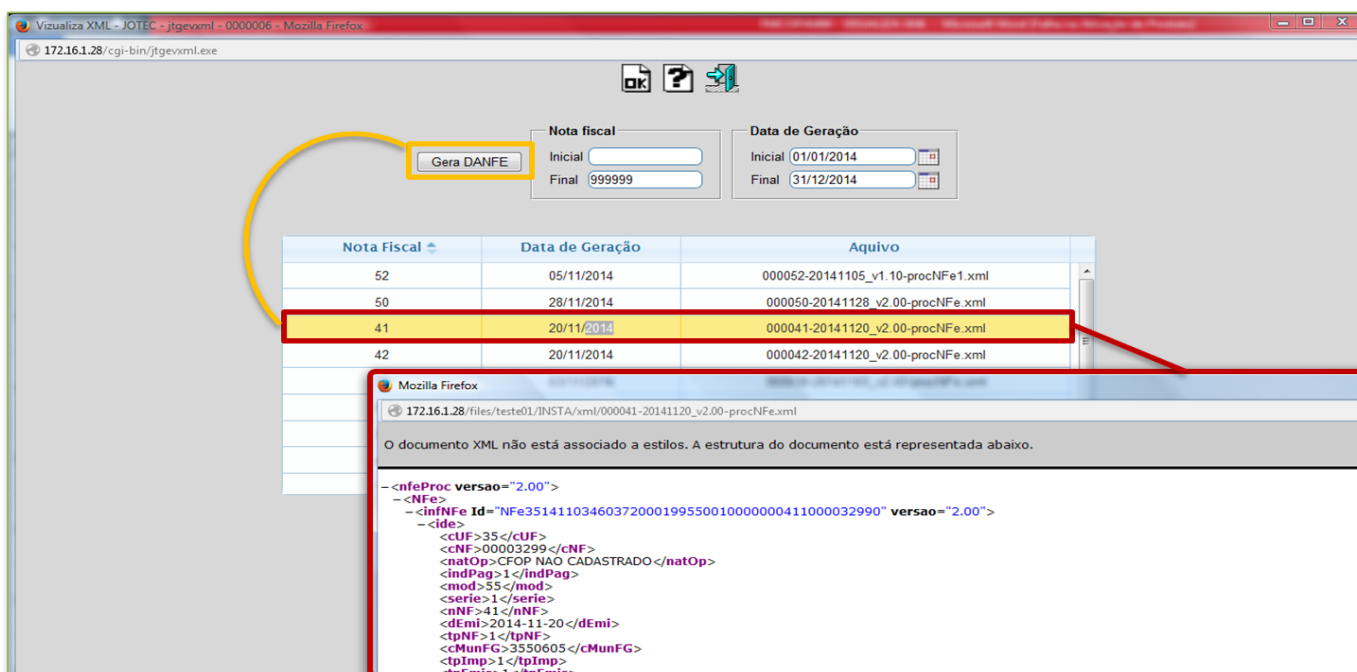 Vizualiza XML - JOTEC - jtgevxml - 0000006 - Mozilla Firefox
172.16.1.28/cgi-bin/jtgevxml.exe
OK ?
Nota fiscal
Data de Geração
Gera DANFE
Inicial
Inicial 01/01/2014
Final 999999
Final 31/12/2014
Nota Fiscal Data de Geração Aquivo
52 05/11/2014 000052-20141105_v1.10-procNFe1.xml
50 28/11/2014 000050-20141128_v2.00-procNFe.xml
41 20/11/2014 000041-20141120_v2.00-procNFe.xml
42 20/11/2014 000042-20141120_v2.00-procNFe.xml
Mozilla Firefox
172.16.1.28/files/teste01/INSTA/xml/000041-20141120_v2.00-procNFe.xml
O documento XML não está associado a estilos. A estrutura do documento está representada abaixo.
-<nfeProc versao="2.00">
-<NFe>
-<infNFe Id="NFe35141103460372000199550010000000411000032990" versao="2.00">
-<ide>
<cUF>35</cUF>
<cNF>00003299</cNF>
<natOp>CFOP NAO CADASTRADO</natOp>
<indPag>1</indPag>
<mod>55</mod>
<serie>1</serie>
<nNF>41</nNF>
<dEmi>2014-11-20</dEmi>
<tpNF>1</tpNF>
<cMunFG>3550605</cMunFG>
<tpImp>1</tpImp>